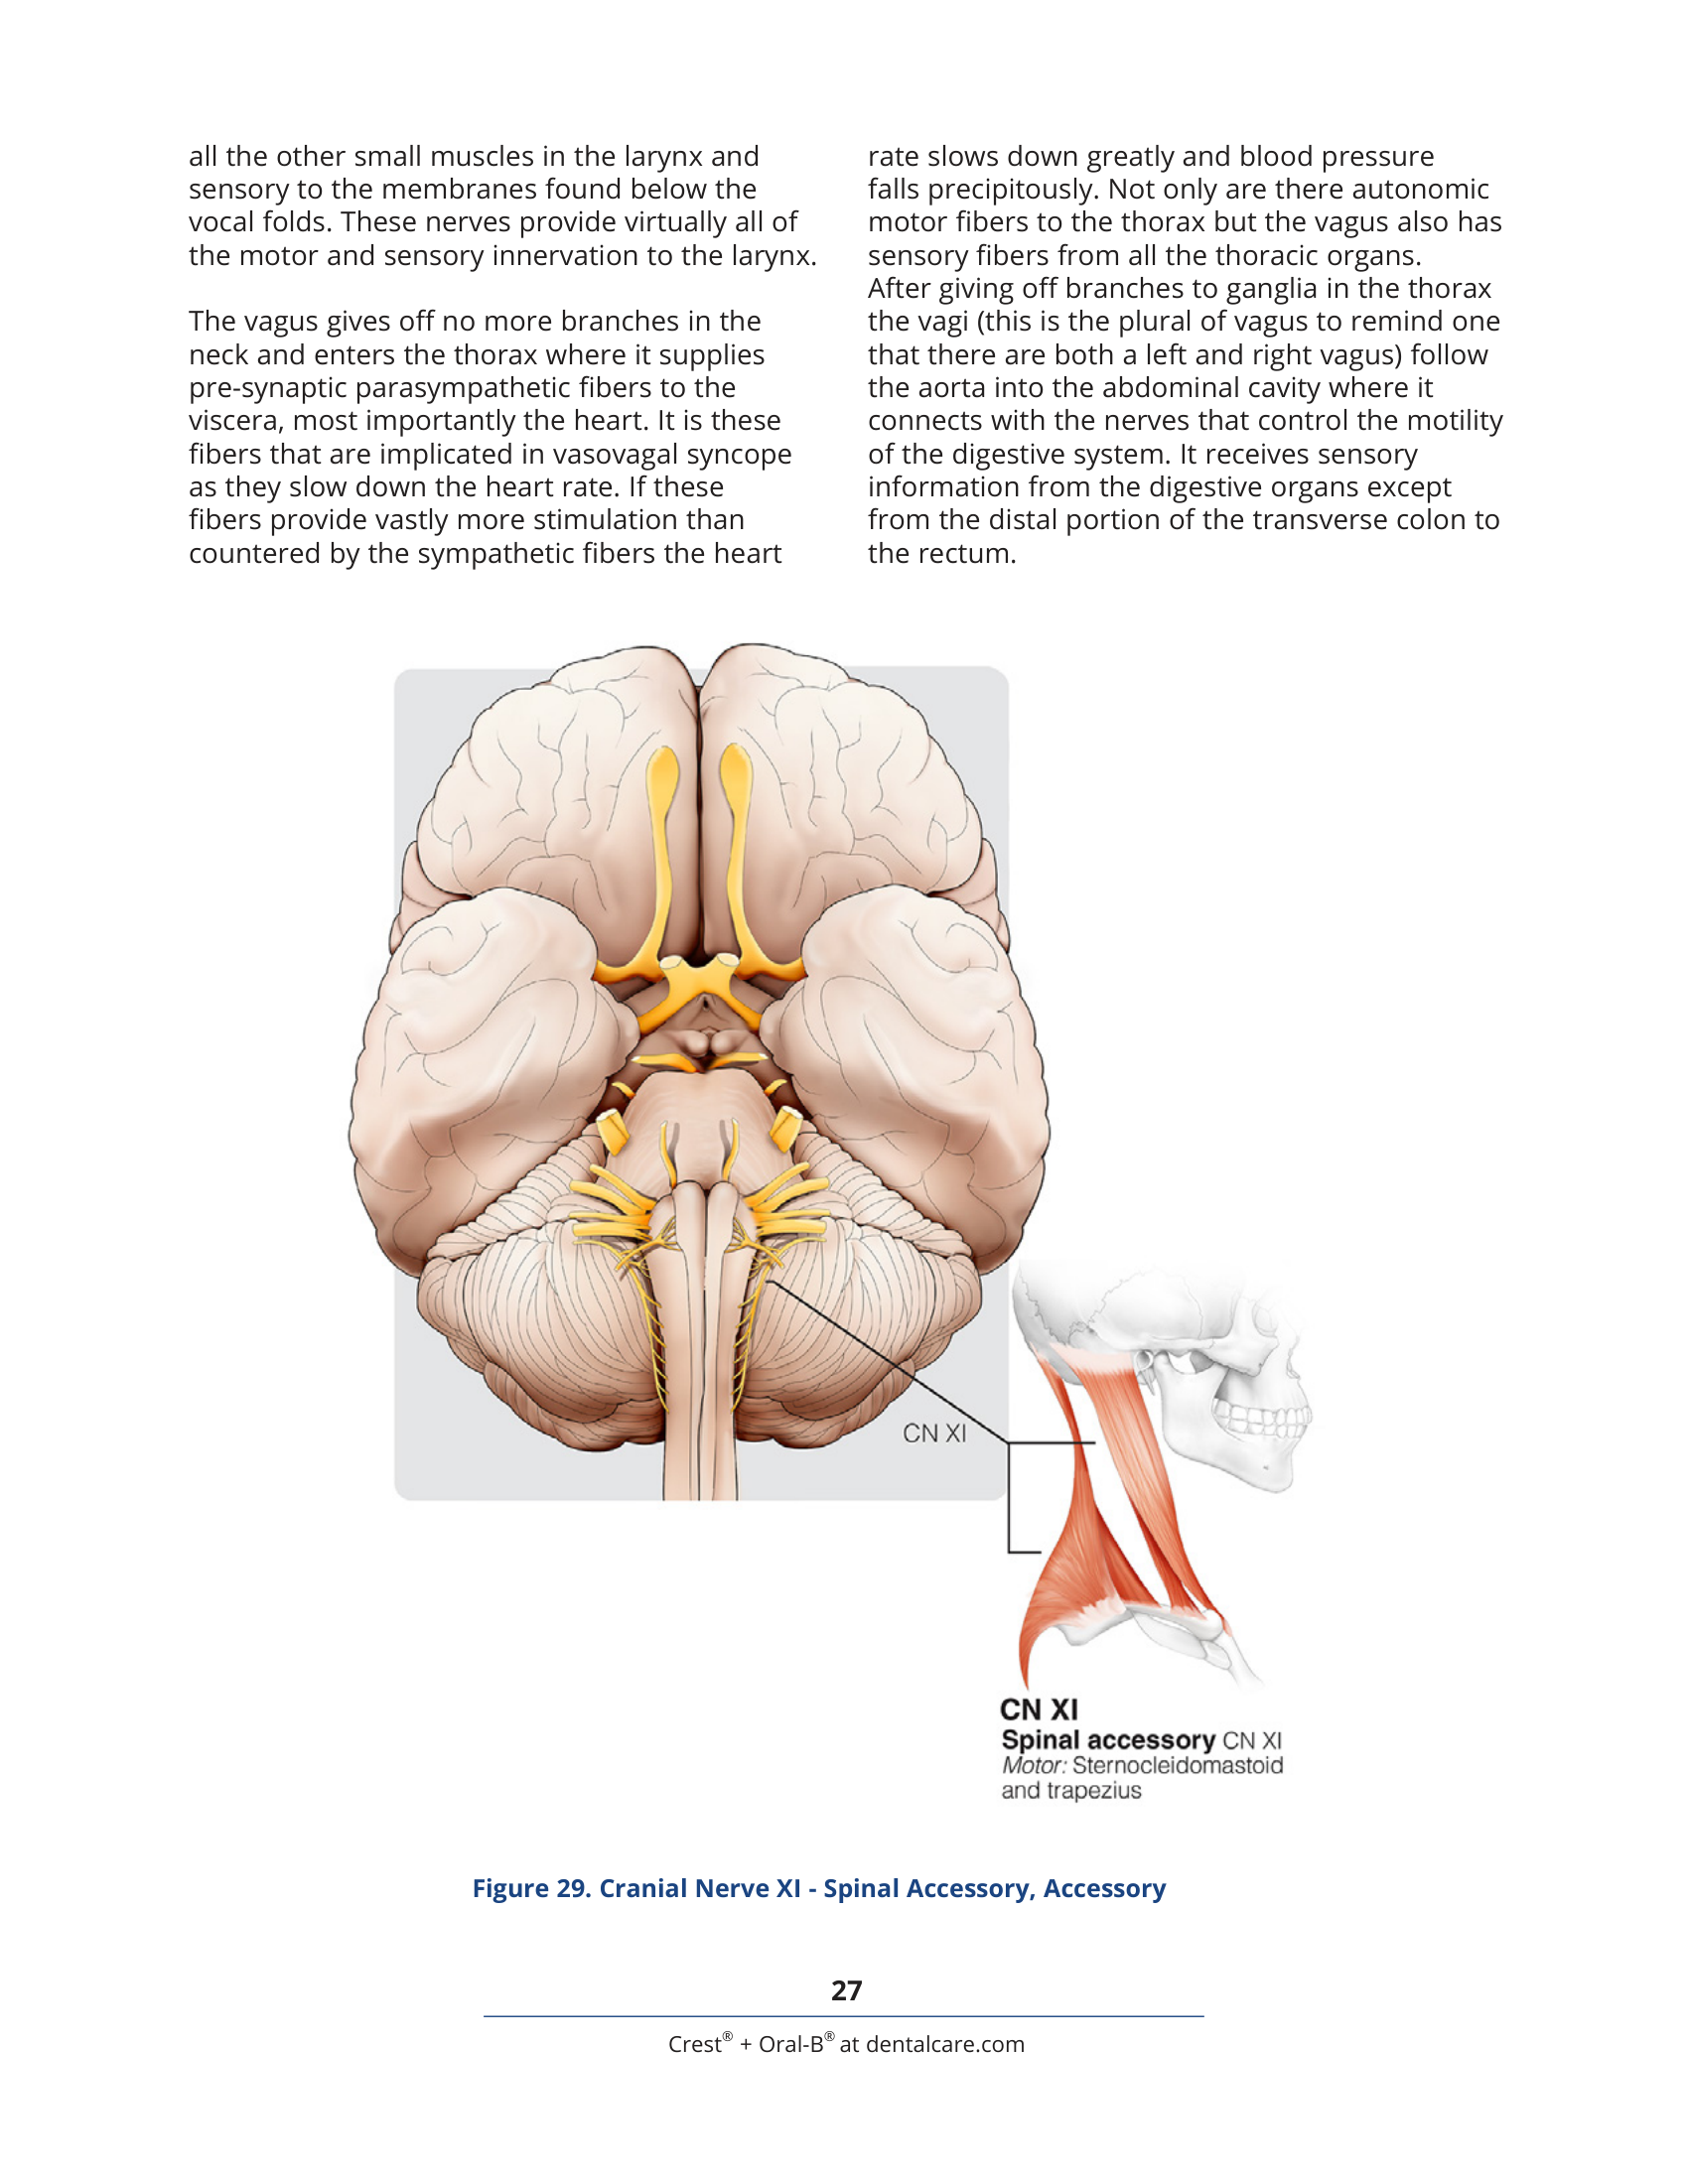 all the other small muscles in the larynx and
sensory to the membranes found below the
vocal folds. These nerves provide virtually all of
the motor and sensory innervation to the larynx.
The vagus gives off no more branches in the
neck and enters the thorax where it supplies
pre-synaptic parasympathetic fibers to the
viscera, most importantly the heart. It is these
fibers that are implicated in vasovagal syncope
as they slow down the heart rate. If these
fibers provide vastly more stimulation than
countered by the sympathetic fibers the heart
rate slows down greatly and blood pressure
falls precipitously. Not only are there autonomic
motor fibers to the thorax but the vagus also has
sensory fibers from all the thoracic organs.
After giving off branches to ganglia in the thorax
the vagi (this is the plural of vagus to remind one
that there are both a left and right vagus) follow
the aorta into the abdominal cavity where it
connects with the nerves that control the motility
of the digestive system. It receives sensory
information from the digestive organs except
from the distal portion of the transverse colon to
the rectum.
CN XI
CN XI
Spinal accessory CN XI
Motor: Sternocleidomastoid
and trapezius
Figure 29. Cranial Nerve XI - Spinal Accessory, Accessory
27
Crest® + Oral-B® at dentalcare.com